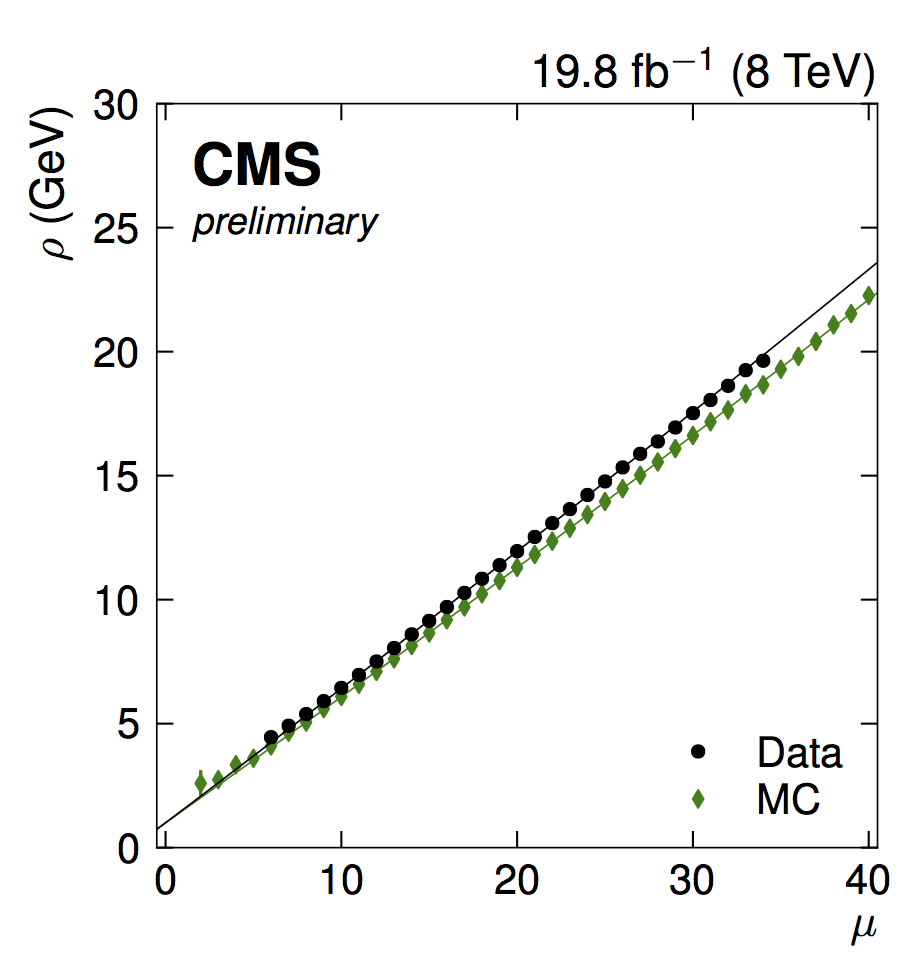 19.8 fb⁻¹ (8 TeV)
ρ (GeV)
30
25
20
15
10
5
0
CMS
preliminary
Data
MC
0 10 20 30 40
μ